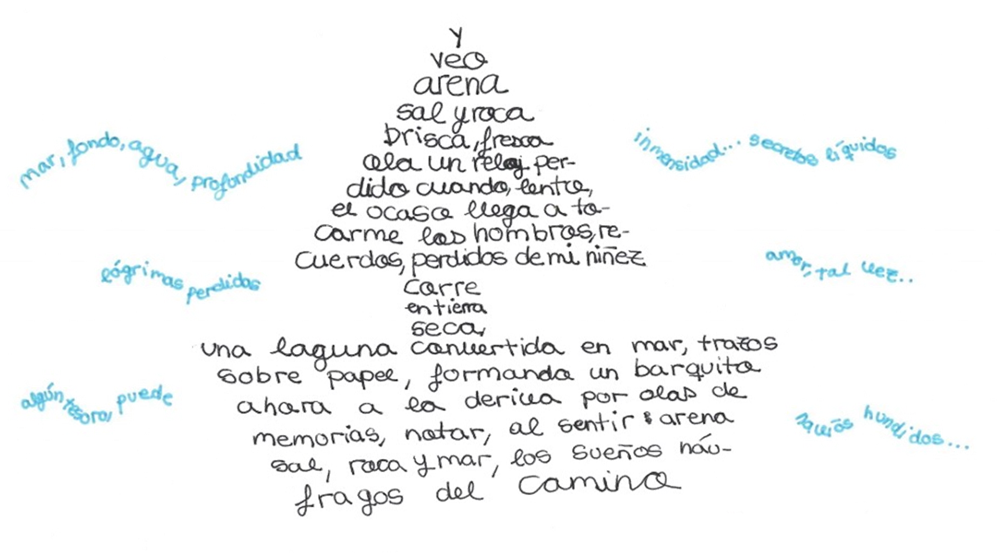 y
veo
arena
sal y roca
brisca, fresca
ola un reloj per-
dido cuando, lento,
el ocaso llega a to-
carme los hombros, re-
cuerdos, perdidos de mi niñez
corre
en tierra
seca,
una laguna convertida en mar, trazos
sobre papel, formando un barquito
ahora a la deriva por olas de
memorias, notar, al sentir arena
sal, roca y mar, los sueños náu-
fragos del camino
mar, fondo, agua, profundidad
lágrimas perdidas
algún tesoro, puede
inmensidad... secretos líquidos
amor, tal vez...
navíos hundidos...